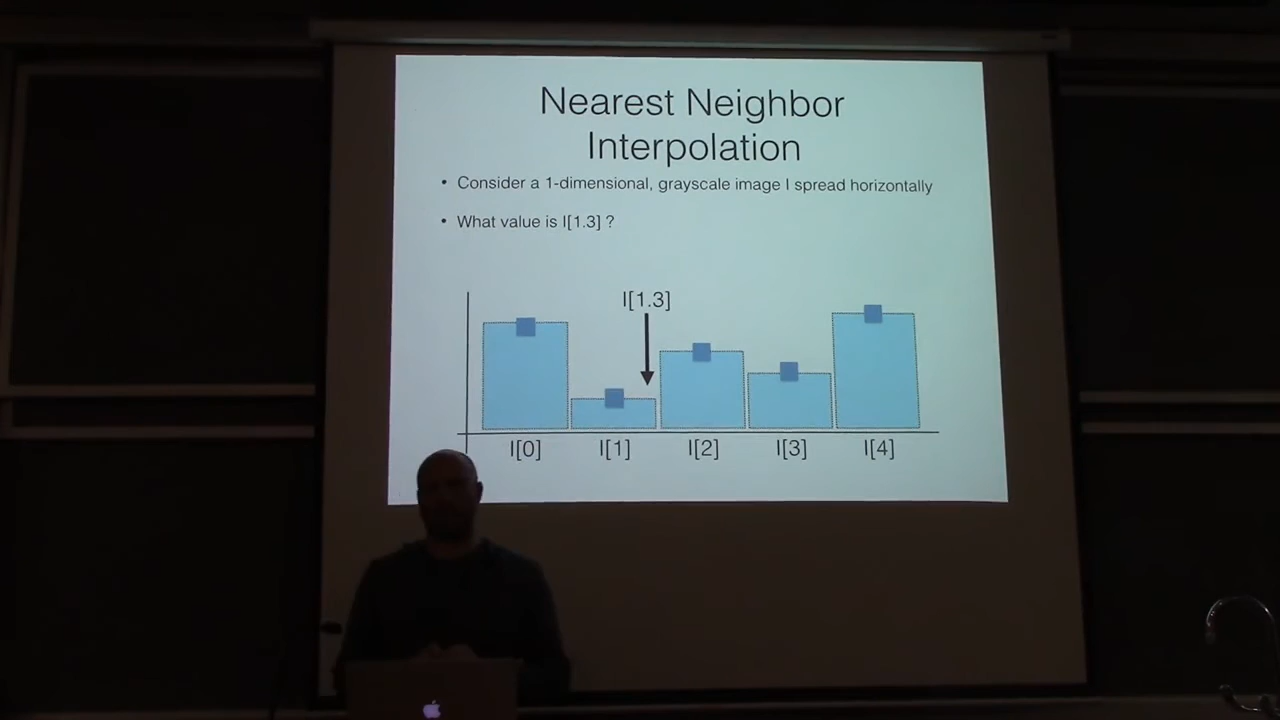 Nearest Neighbor
Interpolation
• Consider a 1-dimensional, grayscale image I spread horizontally
• What value is I[1.3] ?
I[1.3]
I[0] I[1] I[2] I[3] I[4]